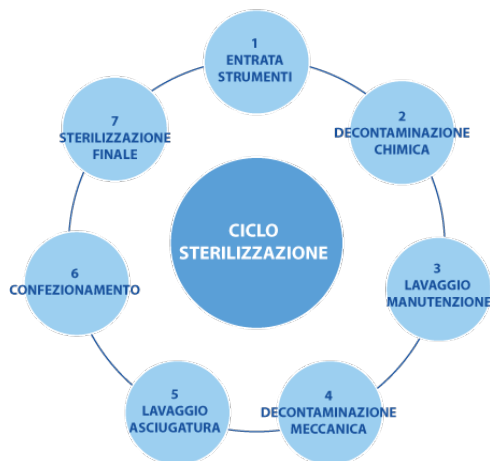 1
ENTRATA
STRUMENTI
2
DECONTAMINAZIONE
CHIMICA
3
LAVAGGIO
MANUTENZIONE
4
DECONTAMINAZIONE
MECCANICA
5
LAVAGGIO
ASCIUGATURA
6
CONFEZIONAMENTO
7
STERILIZZAZIONE
FINALE
CICLO
STERILIZZAZIONE